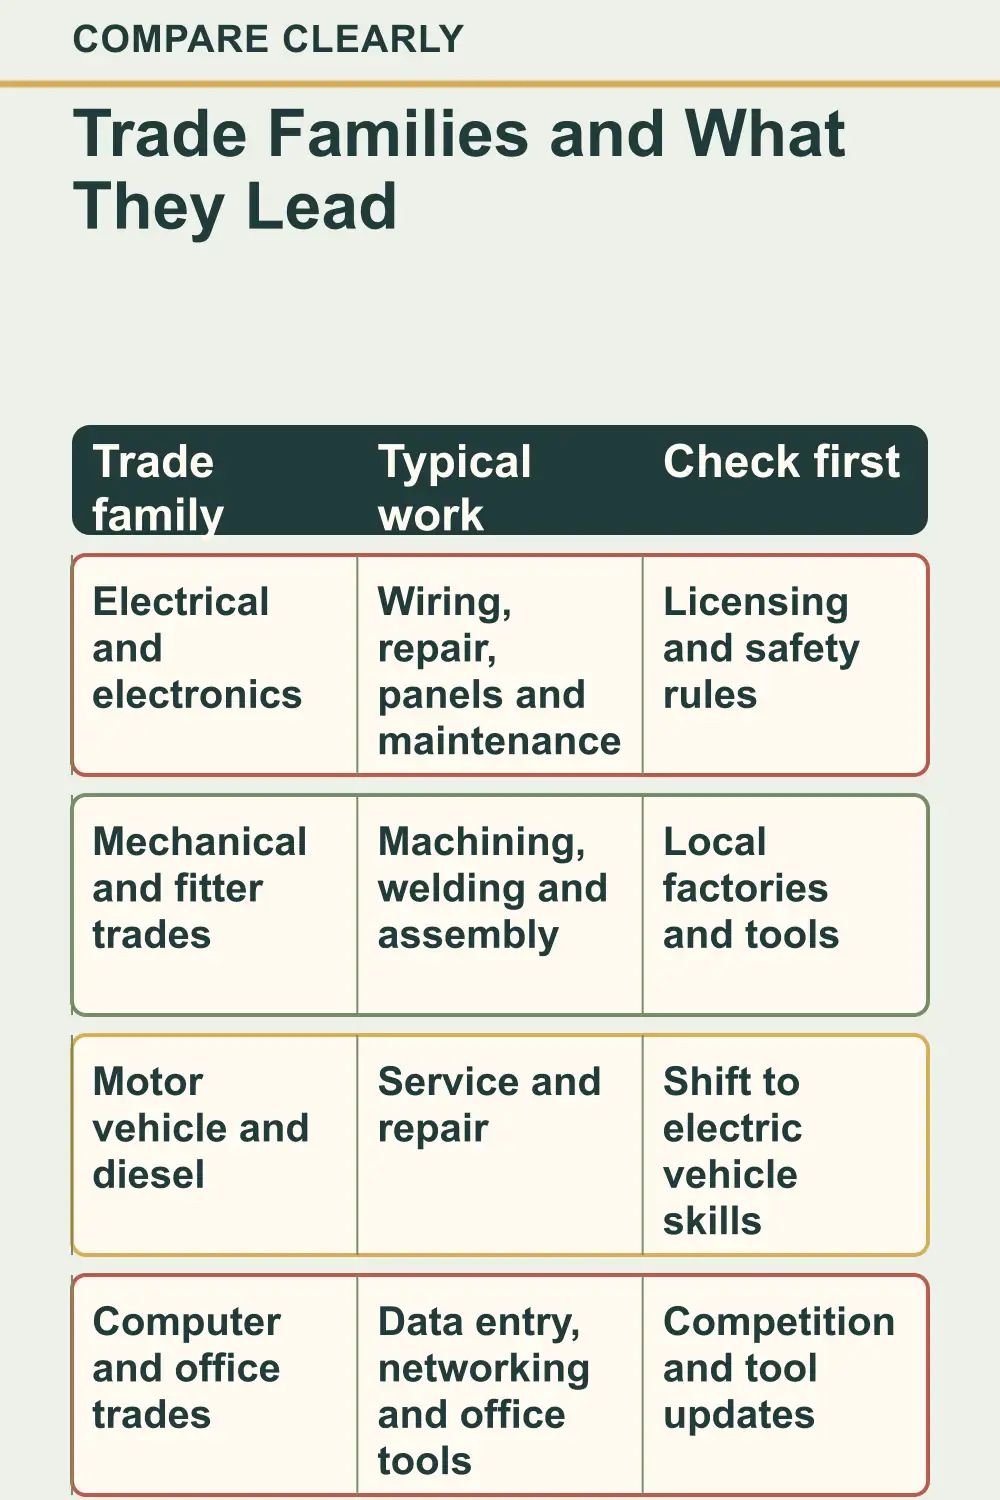 COMPARE CLEARLY
Trade Families and What
They Lead
Trade
family
Typical
work
Check first
Electrical
and
electronics
Wiring,
repair,
panels and
maintenance
Licensing
and safety
rules
Mechanical
and fitter
trades
Machining,
welding and
assembly
Local
factories
and tools
Motor
vehicle and
diesel
Service and
repair
Shift to
electric
vehicle
skills
Computer
and office
trades
Data entry,
networking
and office
tools
Competition
and tool
updates